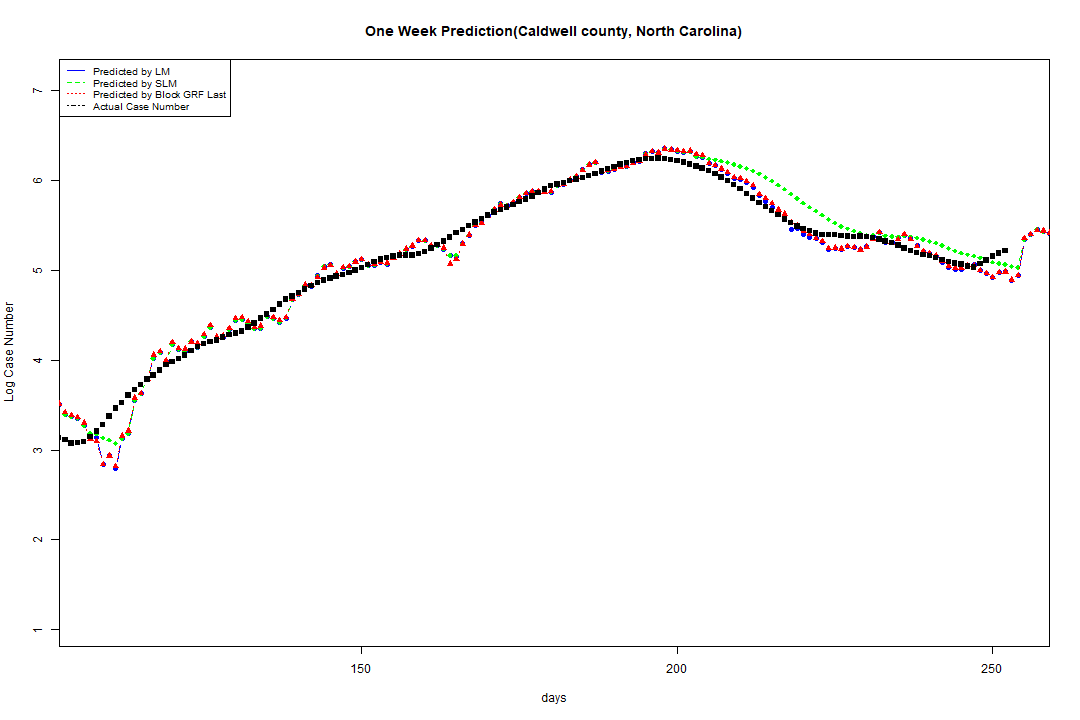 One Week Prediction(Caldwell county, North Carolina)
Predicted by LM
Predicted by SLM
Predicted by Block GRF Last
Actual Case Number
7
6
5
4
3
2
1
Log Case Number
150
200
250
days